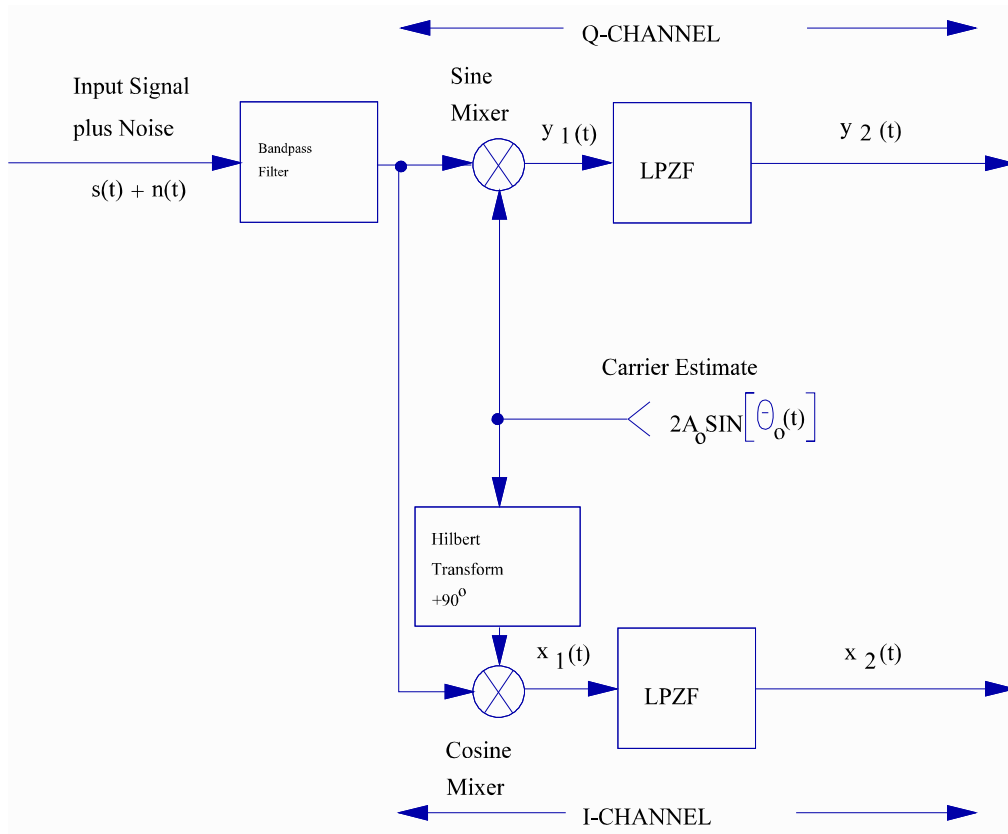 Q-CHANNEL
Sine
Mixer
Input Signal
plus Noise
s(t) + n(t)
Bandpass
Filter
y 1(t)
LPZF
y 2 (t)
Carrier Estimate
2AoSIN[Θo(t)]
Hilbert
Transform
+90o
x 1(t)
LPZF
x 2(t)
Cosine
Mixer
I-CHANNEL